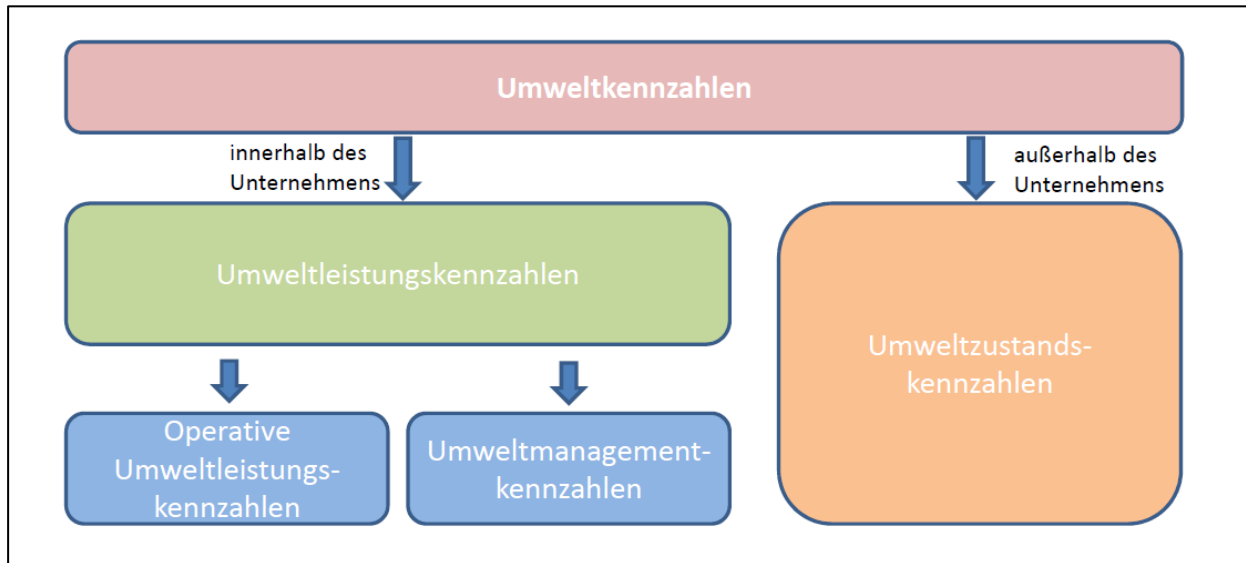 Umweltkennzahlen
innerhalb des
Unternehmens
außerhalb des
Unternehmens
Umweltleistungskennzahlen
Umweltzustands-
kennzahlen
Operative
Umweltleistungs-
kennzahlen
Umweltmanagement-
kennzahlen